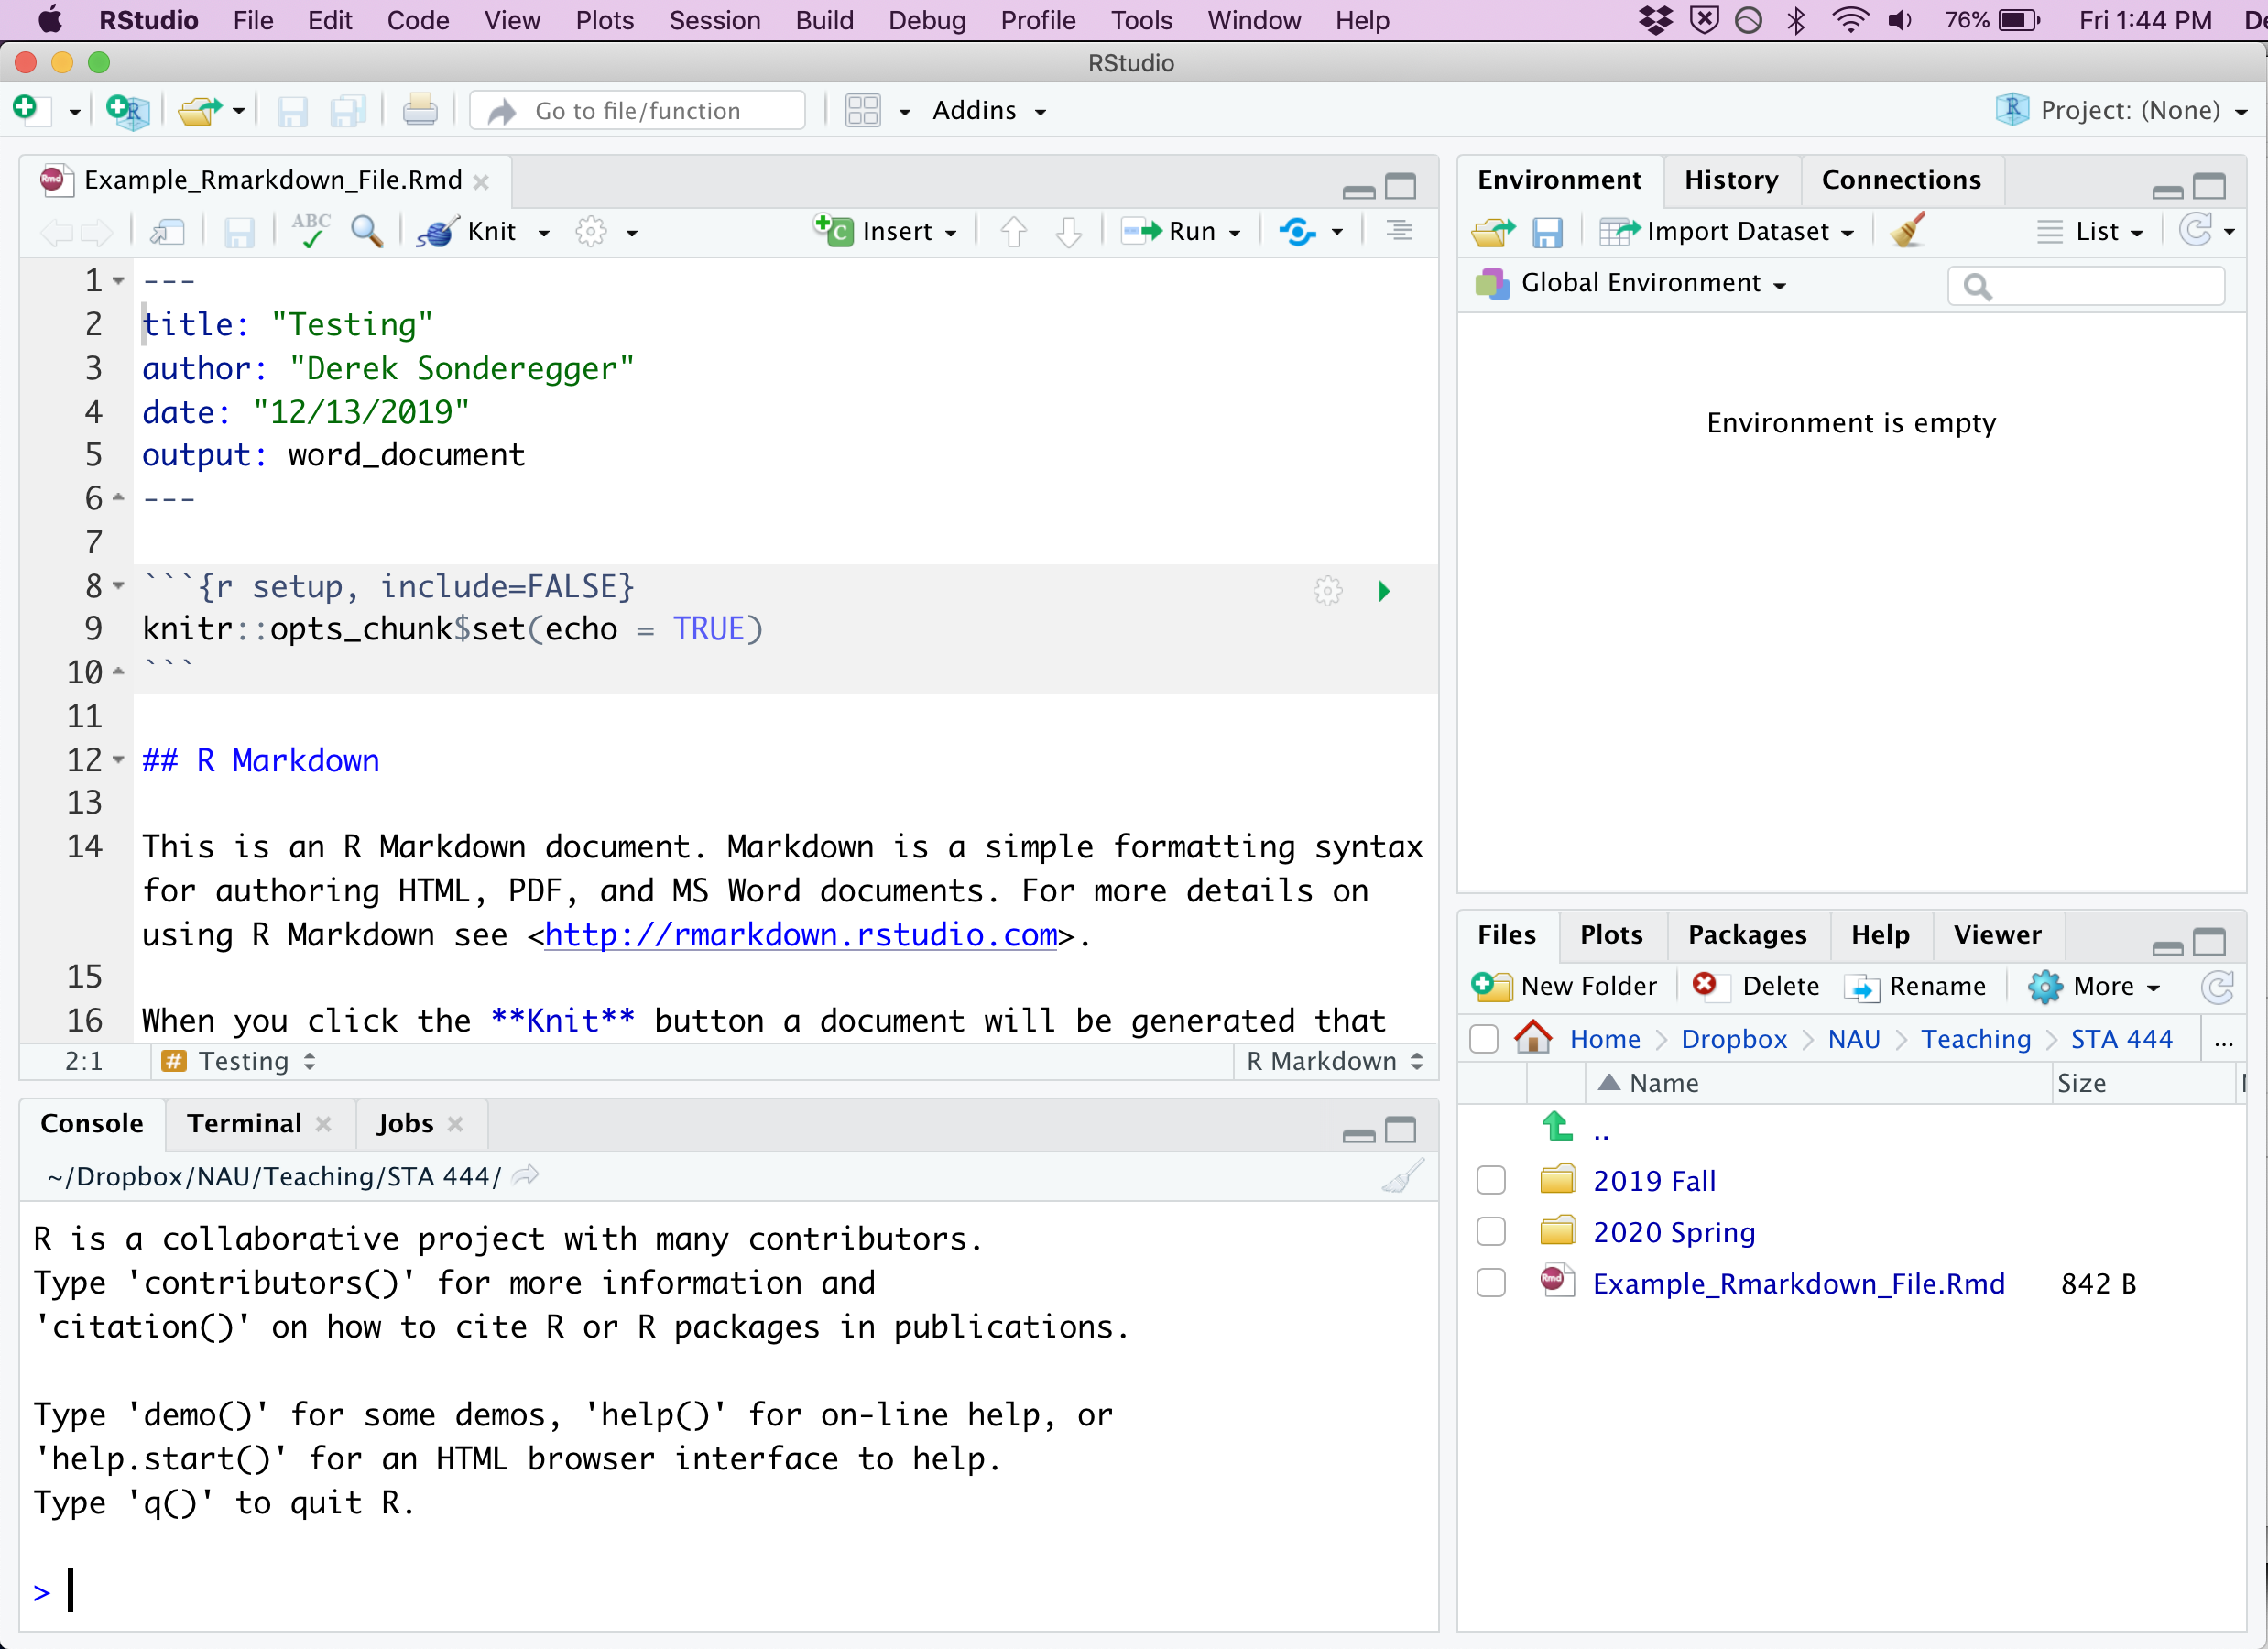 RStudio File Edit Code View Plots Session Build Debug Profile Tools Window Help 76% Fri 1:44 PM
RStudio
Go to file/function Addins Project: (None)
Example_Rmarkdown_File.Rmd
ABC Knit Insert Run
1 ---
2 title: "Testing"
3 author: "Derek Sonderegger"
4 date: "12/13/2019"
5 output: word_document
6 ---
7
8 ```{r setup, include=FALSE}
9 knitr::opts_chunk$set(echo = TRUE)
10 ```
11
12 ## R Markdown
13
14 This is an R Markdown document. Markdown is a simple formatting syntax
for authoring HTML, PDF, and MS Word documents. For more details on
using R Markdown see <http://rmarkdown.rstudio.com>.
15
16 When you click the **Knit** button a document will be generated that
2:1 # Testing R Markdown
Console Terminal Jobs
~/Dropbox/NAU/Teaching/STA 444/
R is a collaborative project with many contributors.
Type 'contributors()' for more information and
'citation()' on how to cite R or R packages in publications.
Type 'demo()' for some demos, 'help()' for on-line help, or
'help.start()' for an HTML browser interface to help.
Type 'q()' to quit R.
>
Environment History Connections
Import Dataset List
Global Environment
Environment is empty
Files Plots Packages Help Viewer
New Folder Delete Rename More
Home Dropbox NAU Teaching STA 444 ...
Name Size
..
2019 Fall
2020 Spring
Rmd Example_Rmarkdown_File.Rmd 842 B